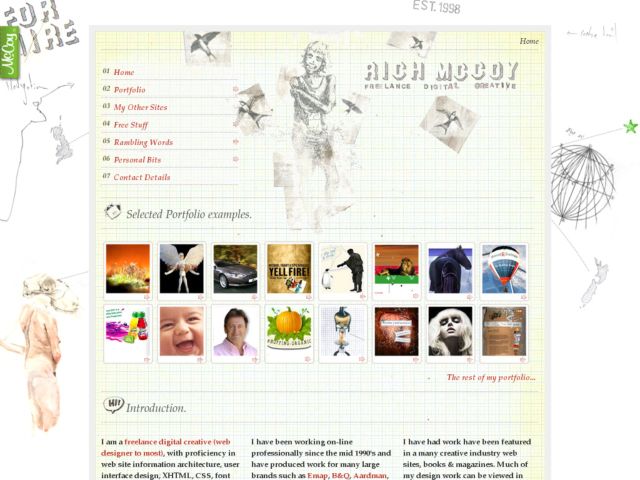 EST. 1998
FOR
HIRE
McCoy
Home
RICH MCCOY
FREELANCE DIGITAL CREATIVE
01 Home
02 Portfolio
03 My Other Sites
04 Free Stuff
05 Rambling Words
06 Personal Bits
07 Contact Details
Selected Portfolio examples.
YELL FIRE!
The rest of my portfolio...
HI!
Introduction.
I am a freelance digital creative (web
designer to most), with proficiency in
web site information architecture, user
interface design, XHTML, CSS, font
I have been working on-line
professionally since the mid 1990's and
have produced work for many large
brands such as Emap, B&Q, Aardman,
I have had work have been featured
in a many creative industry web
sites, books & magazines. Much of
my design work can be viewed in